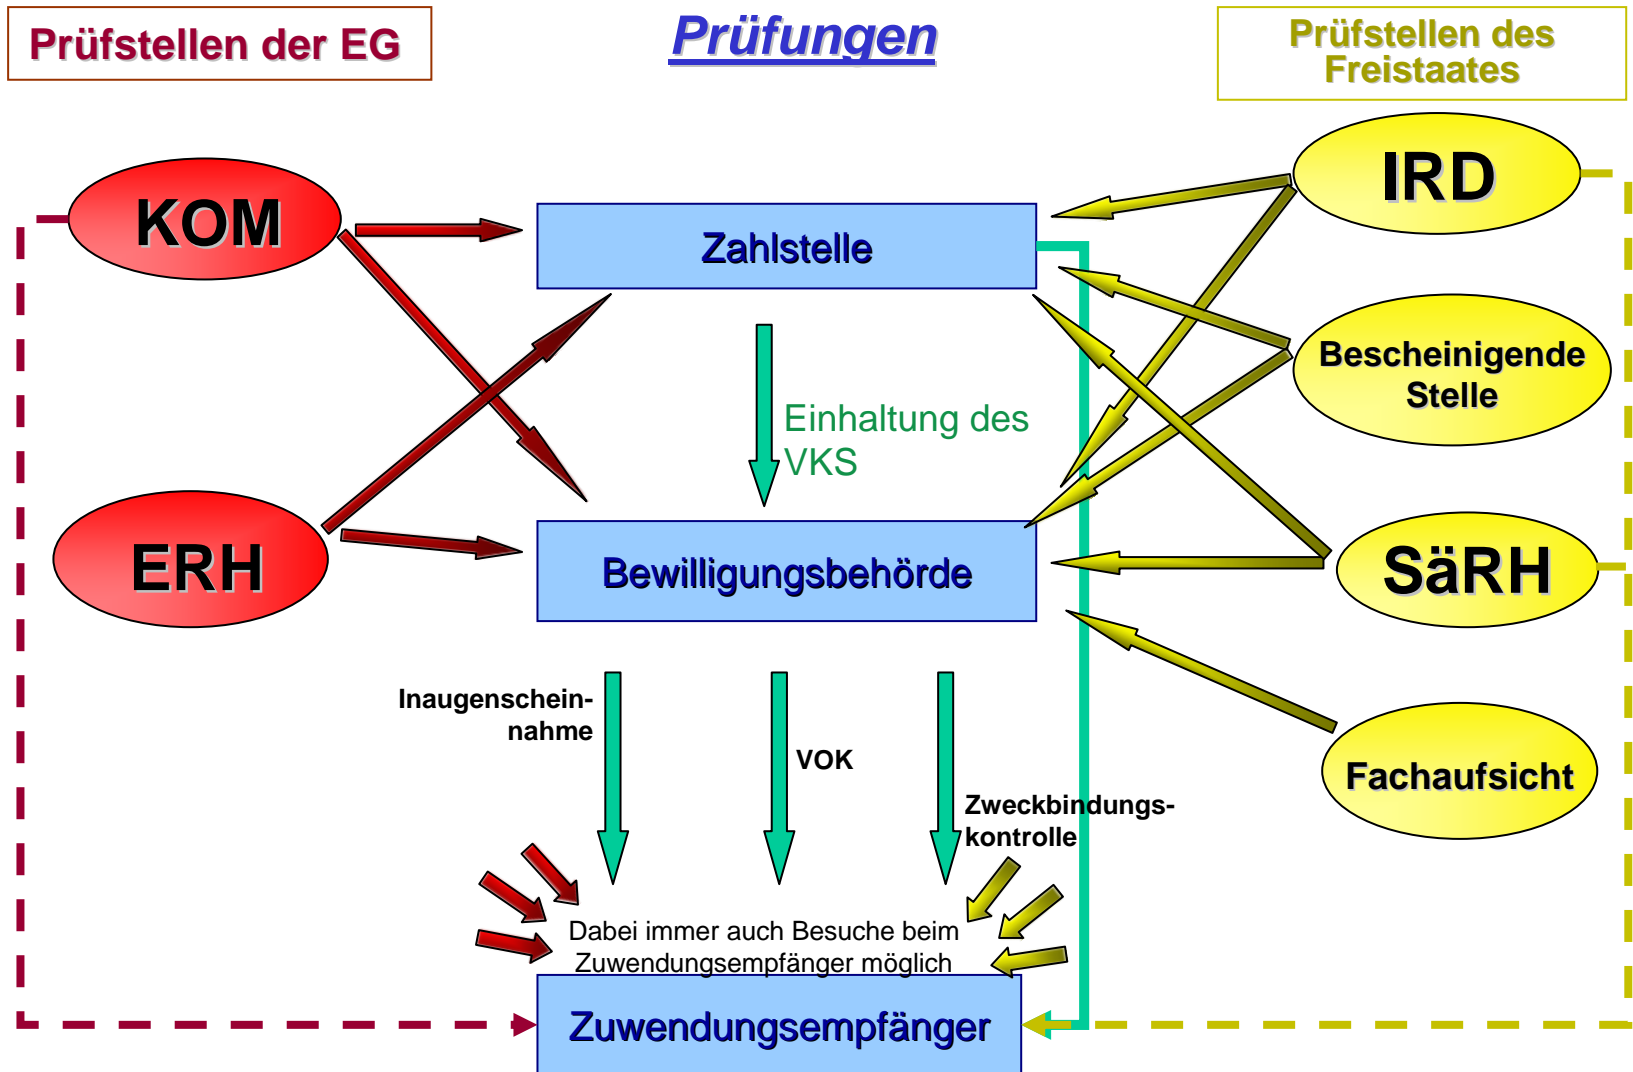 Prüfstellen der EG
Prüfungen
Prüfstellen des
Freistaates
KOM
IRD
Zahlstelle
Bescheinigende
Stelle
Einhaltung des
VKS
ERH
Bewilligungsbehörde
SäRH
Inaugenschein-
nahme
VOK
Zweckbindungs-
kontrolle
Fachaufsicht
Dabei immer auch Besuche beim
Zuwendungsempfänger möglich
Zuwendungsempfänger